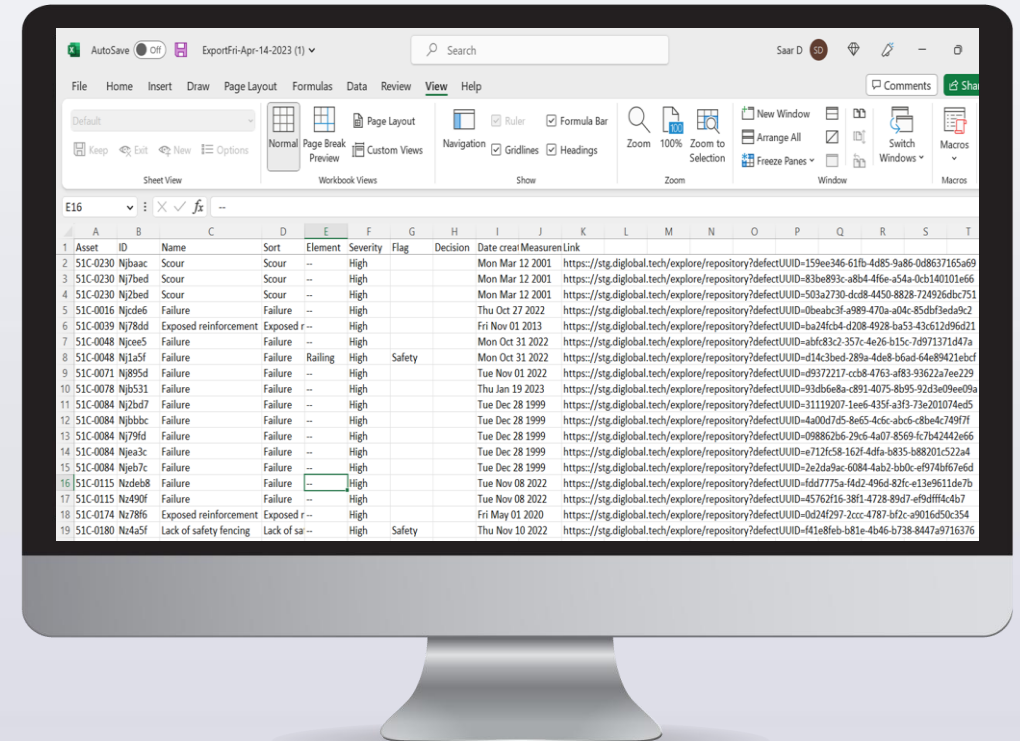 AutoSave Off ExportFri-Apr-14-2023 (1) Search Saar D SD
File Home Insert Draw Page Layout Formulas Data Review View Help Comments Shar
Default Normal Page Break Preview Page Layout Custom Views Navigation Ruler Formula Bar Gridlines Headings Zoom 100% Zoom to Selection New Window Arrange All Freeze Panes Switch Windows Macros
Keep Exit New Options
Sheet View Workbook Views Show Zoom Window Macros
E16 fx --
A B C D E F G H I J K L M N O P Q R S T
1 Asset ID Name Sort Element Severity Flag Decision Date creat Measuren Link
2 51C-0230 Njbaac Scour Scour -- High Mon Mar 12 2001 https://stg.diglobal.tech/explore/repository?defectUUID=159ee346-61fb-4d85-9a86-0d8637165a69
3 51C-0230 Nj7bed Scour Scour -- High Mon Mar 12 2001 https://stg.diglobal.tech/explore/repository?defectUUID=83be893c-a8b4-4f6e-a54a-0cb140101e66
4 51C-0230 Nj2bed Scour Scour -- High Mon Mar 12 2001 https://stg.diglobal.tech/explore/repository?defectUUID=503a2730-dcd8-4450-8828-724926dbc751
5 51C-0016 Njcde6 Failure Failure -- High Thu Oct 27 2022 https://stg.diglobal.tech/explore/repository?defectUUID=0beabc3f-a989-470a-a04c-85dbf3eda9c2
6 51C-0039 Nj78dd Exposed reinforcement Exposed r -- High Fri Nov 01 2013 https://stg.diglobal.tech/explore/repository?defectUUID=ba24fcb4-d208-4928-ba53-43c612d96d21
7 51C-0048 Njcee5 Failure Failure -- High Mon Oct 31 2022 https://stg.diglobal.tech/explore/repository?defectUUID=abfc83c2-357c-4e26-b15c-7d971371d47a
8 51C-0048 Nj1a5f Failure Failure Railing High Safety Mon Oct 31 2022 https://stg.diglobal.tech/explore/repository?defectUUID=d14c3bed-289a-4de8-b6ad-64e89421ebcf
9 51C-0071 Nj895d Failure Failure -- High Tue Nov 01 2022 https://stg.diglobal.tech/explore/repository?defectUUID=d9372217-ccb8-4763-af83-93622a7ee229
10 51C-0078 Njb531 Failure Failure -- High Thu Jan 19 2023 https://stg.diglobal.tech/explore/repository?defectUUID=93db6e8a-c891-4075-8b95-92d3e09ee09a
11 51C-0084 Nj2bd7 Failure Failure -- High Tue Dec 28 1999 https://stg.diglobal.tech/explore/repository?defectUUID=31119207-1ee6-435f-a3f3-73e201074ed5
12 51C-0084 Njbbbc Failure Failure -- High Tue Dec 28 1999 https://stg.diglobal.tech/explore/repository?defectUUID=4a00d7d5-8e65-4c6c-abc6-c8be4c749f7f
13 51C-0084 Nj79fd Failure Failure -- High Tue Dec 28 1999 https://stg.diglobal.tech/explore/repository?defectUUID=098862b6-29c6-4a07-8569-fc7b42442e66
14 51C-0084 Njea3c Failure Failure -- High Tue Dec 28 1999 https://stg.diglobal.tech/explore/repository?defectUUID=e712fc58-162f-4dfa-b835-b88201c522a4
15 51C-0084 Njeb7c Failure Failure -- High Tue Dec 28 1999 https://stg.diglobal.tech/explore/repository?defectUUID=2e2da9ac-6084-4ab2-bb0c-ef974bf67e6d
16 51C-0115 Nzdeb8 Failure Failure -- High Tue Nov 08 2022 https://stg.diglobal.tech/explore/repository?defectUUID=fdd7775a-f4d2-496d-82fc-e13e9611de7b
17 51C-0115 Nz490f Failure Failure -- High Tue Nov 08 2022 https://stg.diglobal.tech/explore/repository?defectUUID=45762f16-38f1-4728-89d7-ef9dfff4c4b7
18 51C-0174 Nz78f6 Exposed reinforcement Exposed r -- High Fri May 01 2020 https://stg.diglobal.tech/explore/repository?defectUUID=0d24f297-2ccc-4787-bf2c-a9016d50c354
19 51C-0180 Nz4a5f Lack of safety fencing Lack of sa -- High Safety Thu Nov 10 2022 https://stg.diglobal.tech/explore/repository?defectUUID=f41e8feb-b81e-4b46-b738-8447a9716376